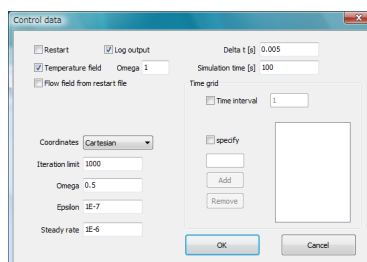 Control data
Restart
Log output
Delta t [s] 0.005
Temperature field
Omega 1
Simulation time [s] 100
Flow field from restart file
Time grid
Time interval 1
Coordinates Cartesian
specify
Iteration limit 1000
Omega 0.5
Add
Epsilon 1E-7
Remove
Steady rate 1E-6
OK
Cancel